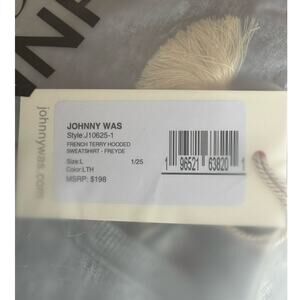 johnnywas.com
JOHNNY WAS
Style:J10625-1
FRENCH TERRY HOODED
SWEATSHIRT - FREYDE
Size:L 1/25
Color:LTH
MSRP: $198
1 96521 63820 1